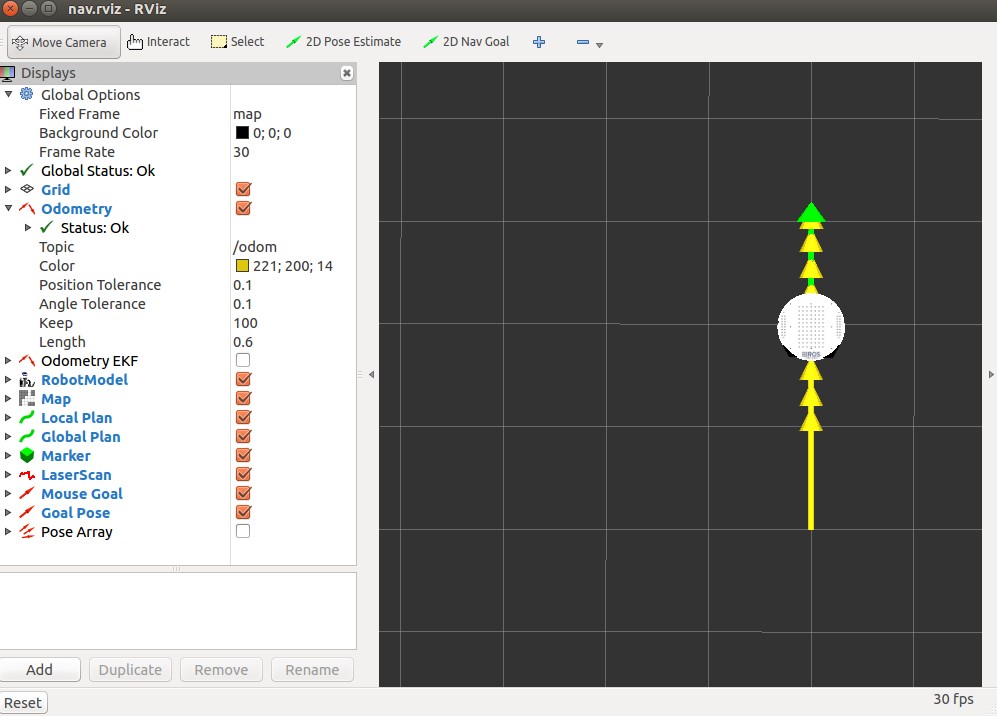 nav.rviz - RViz
Move Camera Interact Select 2D Pose Estimate 2D Nav Goal
Displays
Global Options
Fixed Frame map
Background Color 0; 0; 0
Frame Rate 30
Global Status: Ok
Grid
Odometry
Status: Ok
Topic /odom
Color 221; 200; 14
Position Tolerance 0.1
Angle Tolerance 0.1
Keep 100
Length 0.6
Odometry EKF
RobotModel
Map
Local Plan
Global Plan
Marker
LaserScan
Mouse Goal
Goal Pose
Pose Array
Add Duplicate Remove Rename
Reset
30 fps